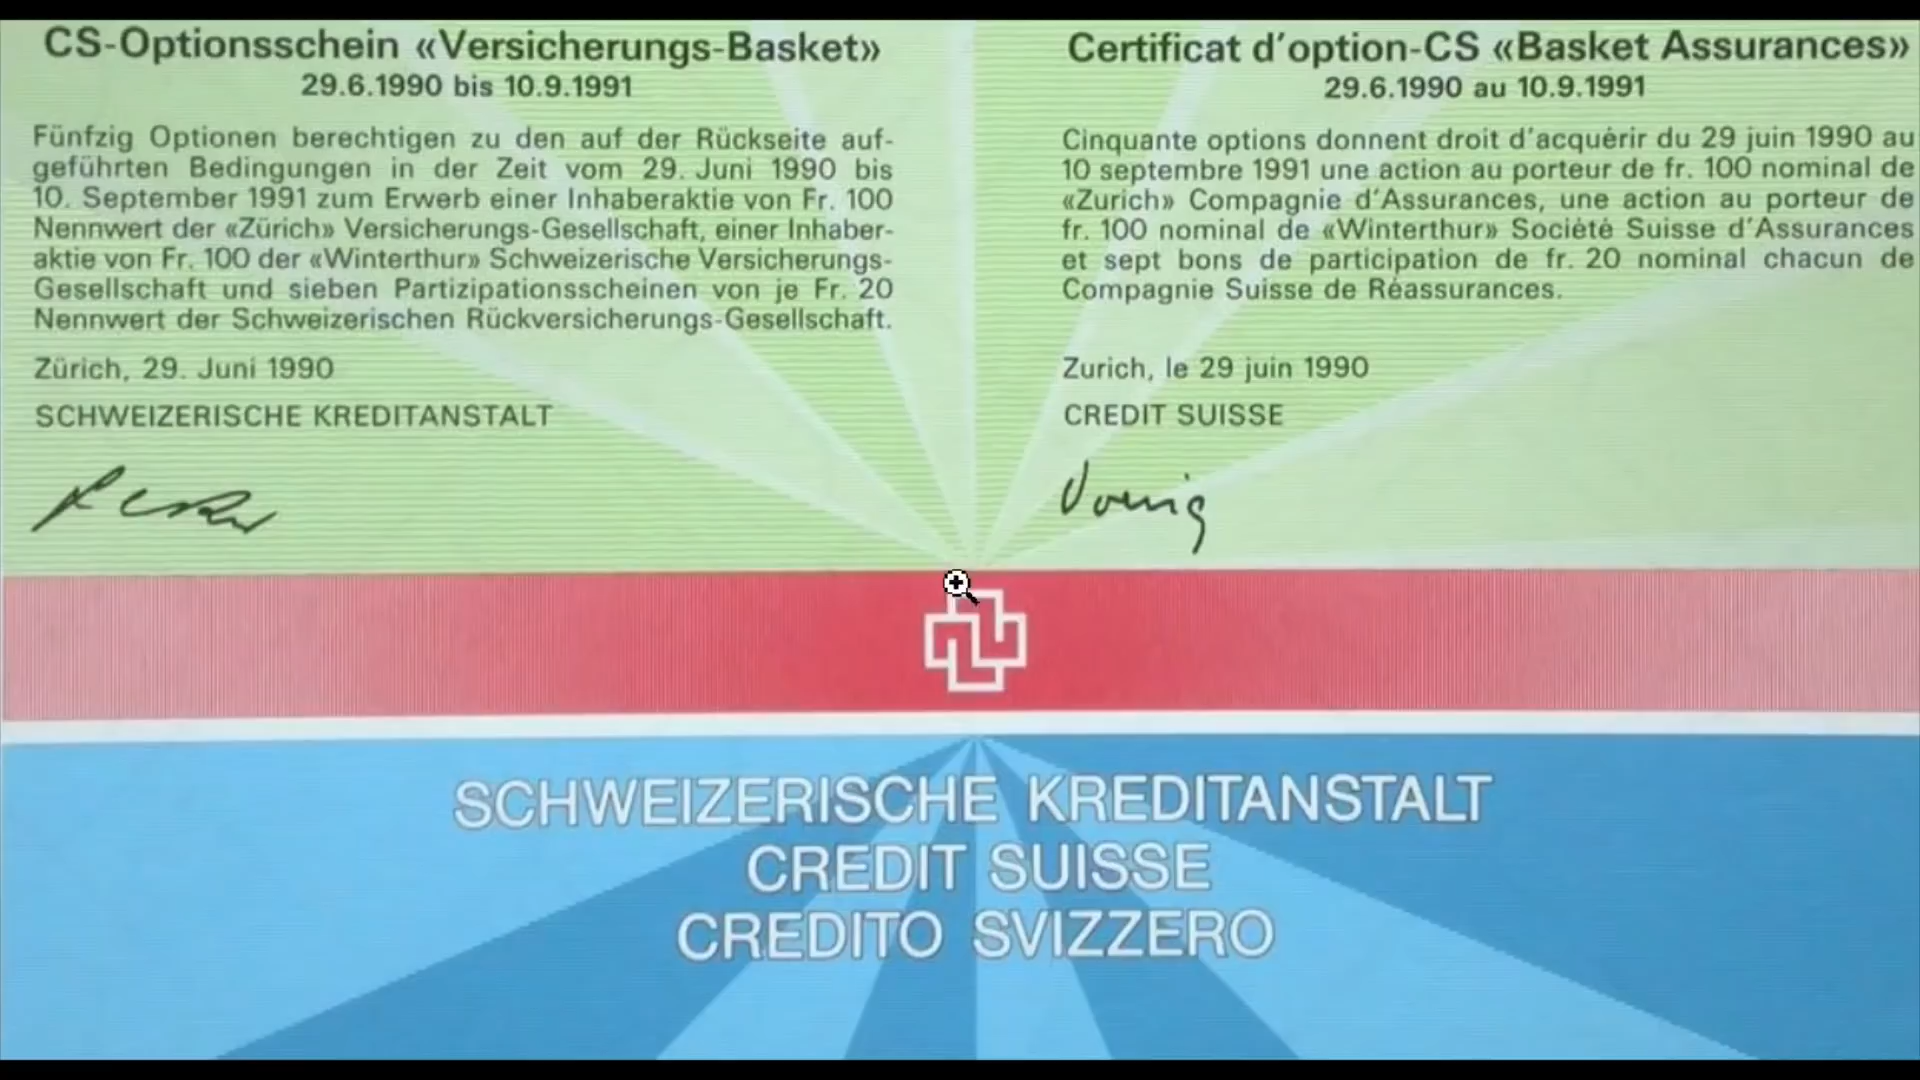 CS-Optionsschein «Versicherungs-Basket»
29.6.1990 bis 10.9.1991
Fünfzig Optionen berechtigen zu den auf der Rückseite auf-
geführten Bedingungen in der Zeit vom 29. Juni 1990 bis
10. September 1991 zum Erwerb einer Inhaberaktie von Fr. 100
Nennwert der «Zürich» Versicherungs-Gesellschaft, einer Inhaber-
aktie von Fr. 100 der «Winterthur» Schweizerische Versicherungs-
Gesellschaft und sieben Partizipationsscheinen von je Fr. 20
Nennwert der Schweizerischen Rückversicherungs-Gesellschaft.
Zürich, 29. Juni 1990
SCHWEIZERISCHE KREDITANSTALT
Certificat d'option-CS «Basket Assurances»
29.6.1990 au 10.9.1991
Cinquante options donnent droit d'acquérir du 29 juin 1990 au
10 septembre 1991 une action au porteur de fr. 100 nominal de
«Zurich» Compagnie d'Assurances, une action au porteur de
fr. 100 nominal de «Winterthur» Société Suisse d'Assurances
et sept bons de participation de fr. 20 nominal chacun de
Compagnie Suisse de Réassurances.
Zurich, le 29 juin 1990
CREDIT SUISSE
SCHWEIZERISCHE KREDITANSTALT
CREDIT SUISSE
CREDITO SVIZZERO